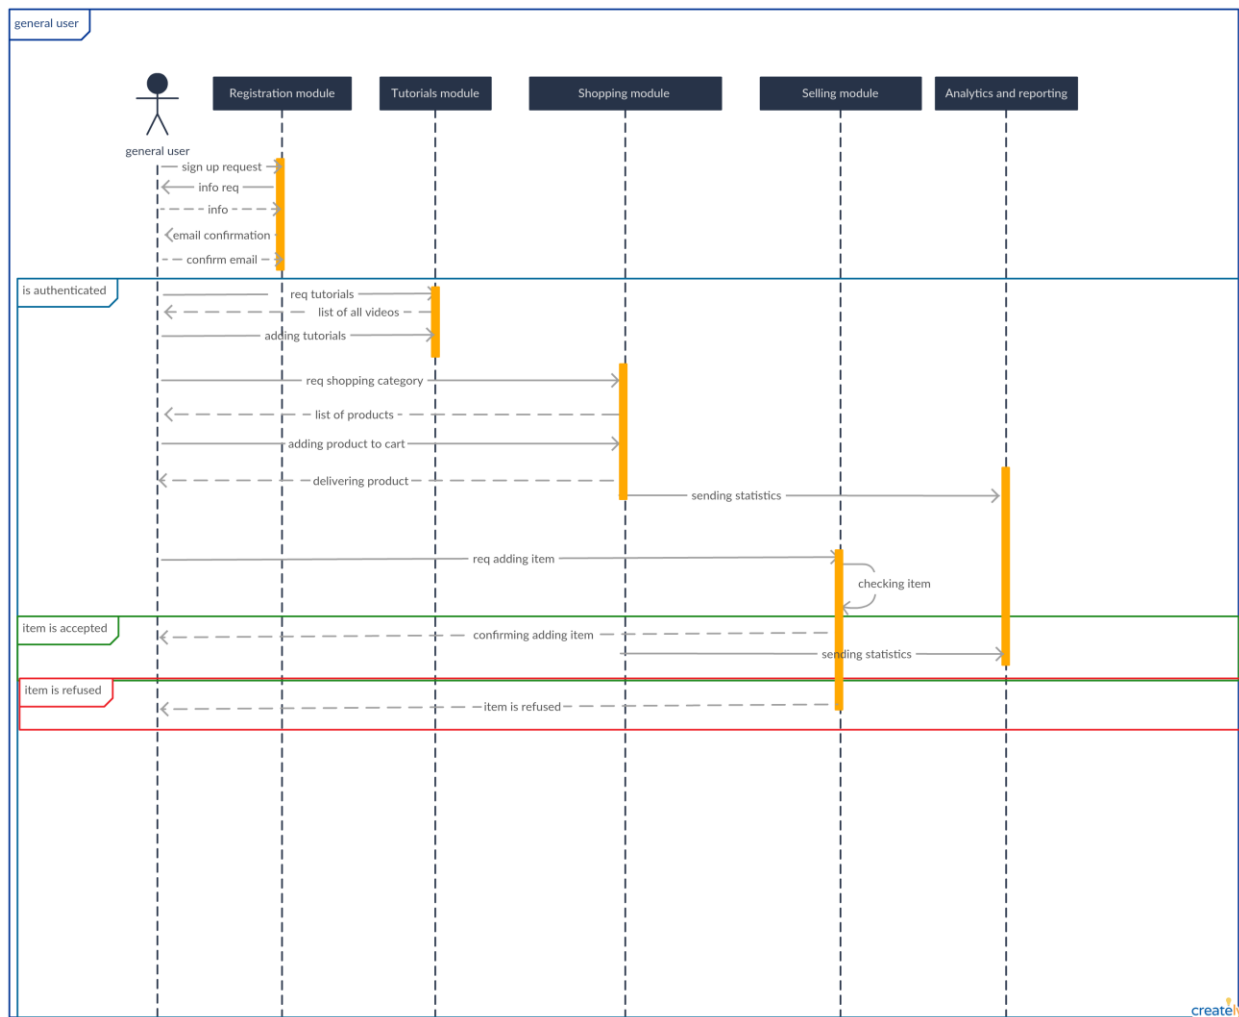 general user
Registration module
Tutorials module
Shopping module
Selling module
Analytics and reporting
general user
sign up request
info req
info
email confirmation
confirm email
is authenticated
req tutorials
list of all videos
adding tutorials
req shopping category
list of products
adding product to cart
delivering product
sending statistics
req adding item
checking item
item is accepted
confirming adding item
sending statistics
item is refused
item is refused
creately